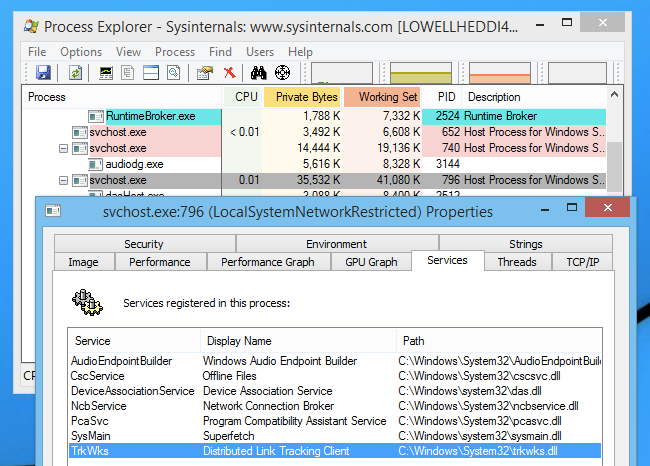 Process Explorer - Sysinternals: www.sysinternals.com [LOWELLHEDDI4...
File Options View Process Find Users Help
Process CPU Private Bytes Working Set PID Description
RuntimeBroker.exe 1,788 K 7,332 K 2524 Runtime Broker
svchost.exe < 0.01 3,492 K 6,608 K 652 Host Process for Windows S...
svchost.exe 14,444 K 19,136 K 740 Host Process for Windows S...
audiodg.exe 5,616 K 8,328 K 3144
svchost.exe 0.01 35,532 K 41,080 K 796 Host Process for Windows S...
svchost.exe:796 (LocalSystemNetworkRestricted) Properties
Security Environment Strings
Image Performance Performance Graph GPU Graph Services Threads TCP/IP
Services registered in this process:
Service Display Name Path
AudioEndpointBuilder Windows Audio Endpoint Builder C:\Windows\System32\AudioEndpointBuil
CscService Offline Files C:\Windows\System32\cscsvc.dll
DeviceAssociationService Device Association Service C:\Windows\system32\das.dll
NcbService Network Connection Broker C:\Windows\System32\ncbservice.dll
PcaSvc Program Compatibility Assistant Service C:\Windows\System32\pcasvc.dll
SysMain Superfetch C:\Windows\system32\sysmain.dll
TrkWks Distributed Link Tracking Client C:\Windows\System32\trkwks.dll